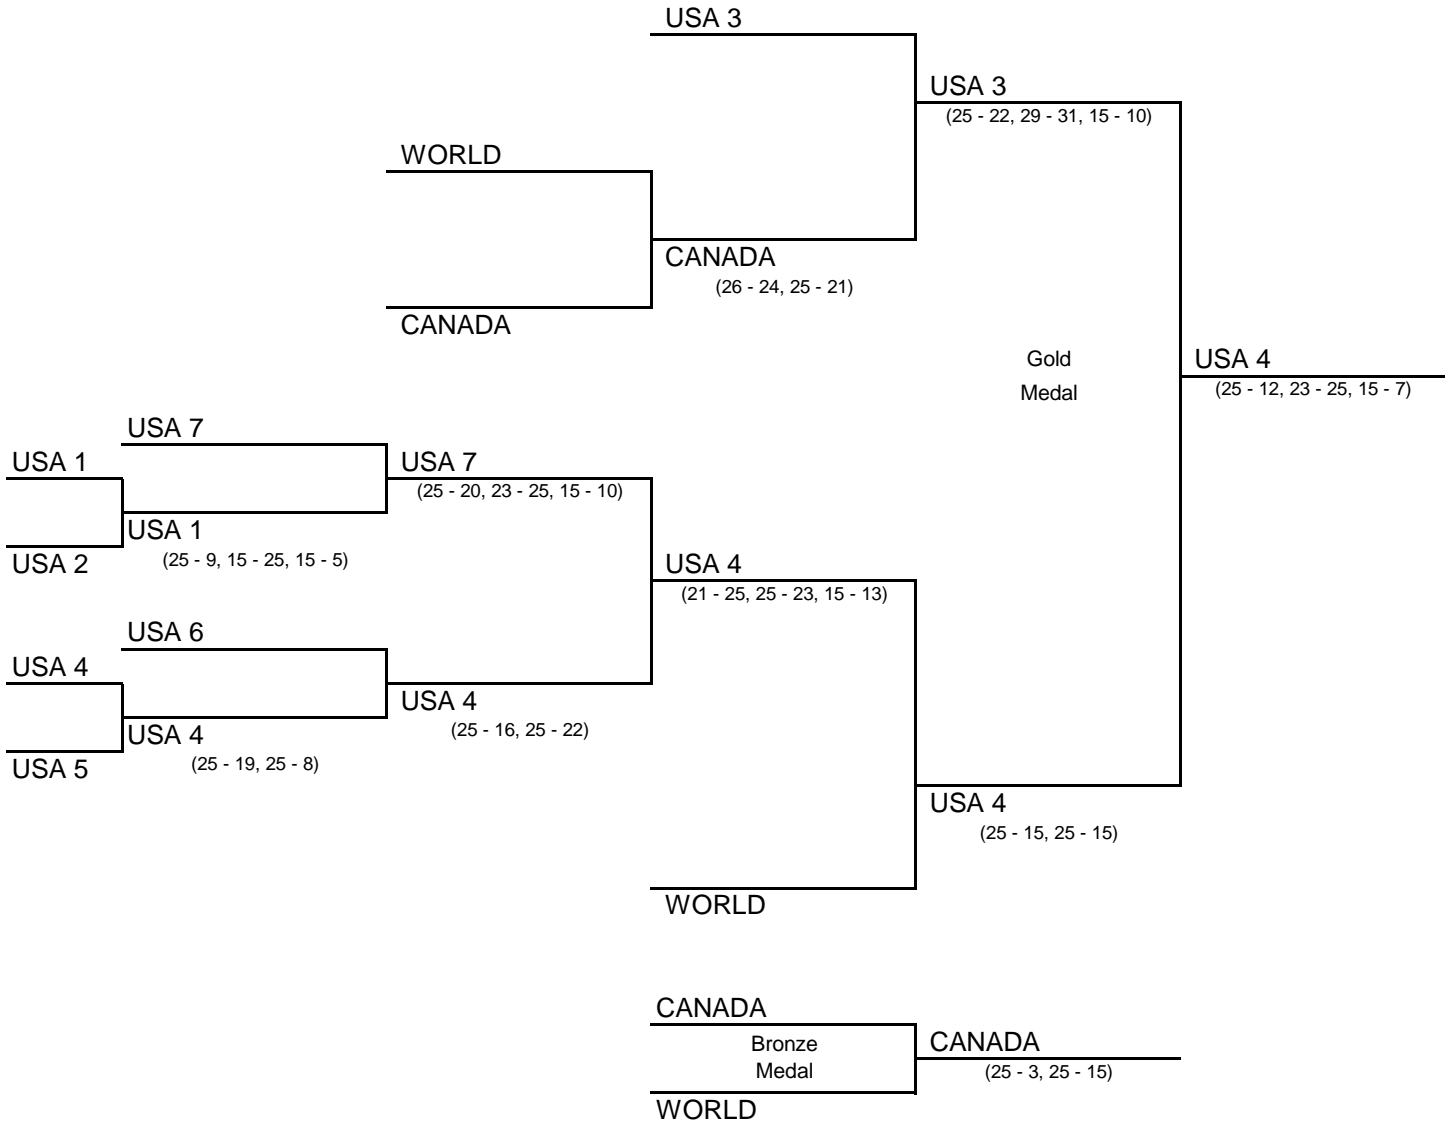 USA 3
USA 3
(25 - 22, 29 - 31, 15 - 10)
WORLD
CANADA
(26 - 24, 25 - 21)
CANADA
Gold
Medal
USA 4
(25 - 12, 23 - 25, 15 - 7)
USA 7
USA 1
USA 7
(25 - 20, 23 - 25, 15 - 10)
USA 1
(25 - 9, 15 - 25, 15 - 5)
USA 2
USA 4
(21 - 25, 25 - 23, 15 - 13)
USA 6
USA 4
USA 4
(25 - 16, 25 - 22)
USA 4
(25 - 19, 25 - 8)
USA 5
USA 4
(25 - 15, 25 - 15)
WORLD
CANADA
Bronze
Medal
CANADA
(25 - 3, 25 - 15)
WORLD